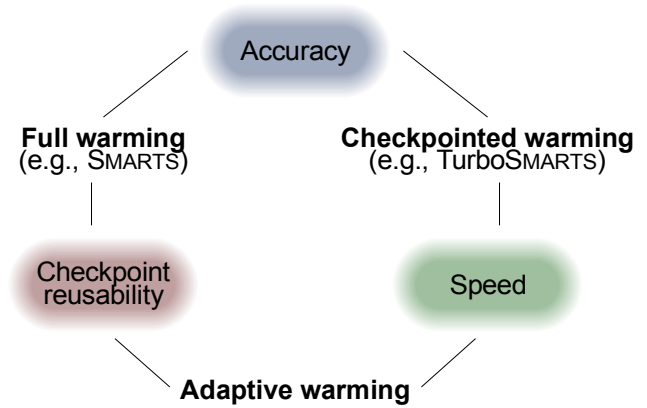 Accuracy
Full warming
(e.g., SMARTS)
Checkpointed warming
(e.g., TurboSMARTS)
Checkpoint
reusability
Speed
Adaptive warming